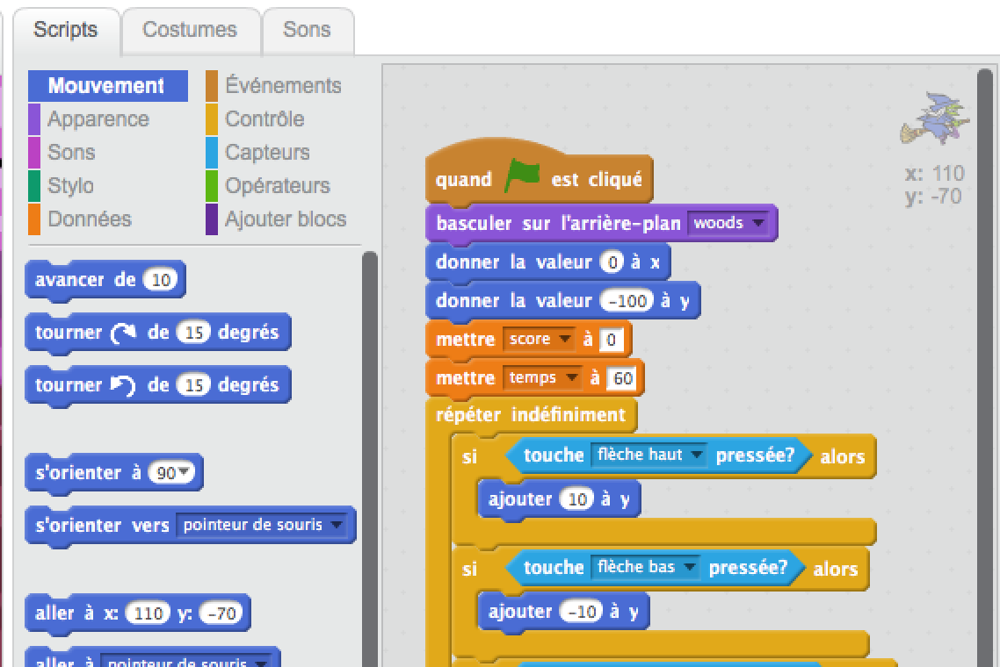 Scripts Costumes Sons
Mouvement Événements
Apparence Contrôle
Sons Capteurs
Stylo Opérateurs
Données Ajouter blocs
avancer de 10
tourner de 15 degrés
tourner de 15 degrés
s'orienter à 90
s'orienter vers pointeur de souris
aller à x: 110 y: -70
aller à pointeur de souris
x: 110
y: -70
quand est cliqué
basculer sur l'arrière-plan woods
donner la valeur 0 à x
donner la valeur -100 à y
mettre score à 0
mettre temps à 60
répéter indéfiniment
si touche flèche haut pressée? alors
ajouter 10 à y
si touche flèche bas pressée? alors
ajouter -10 à y